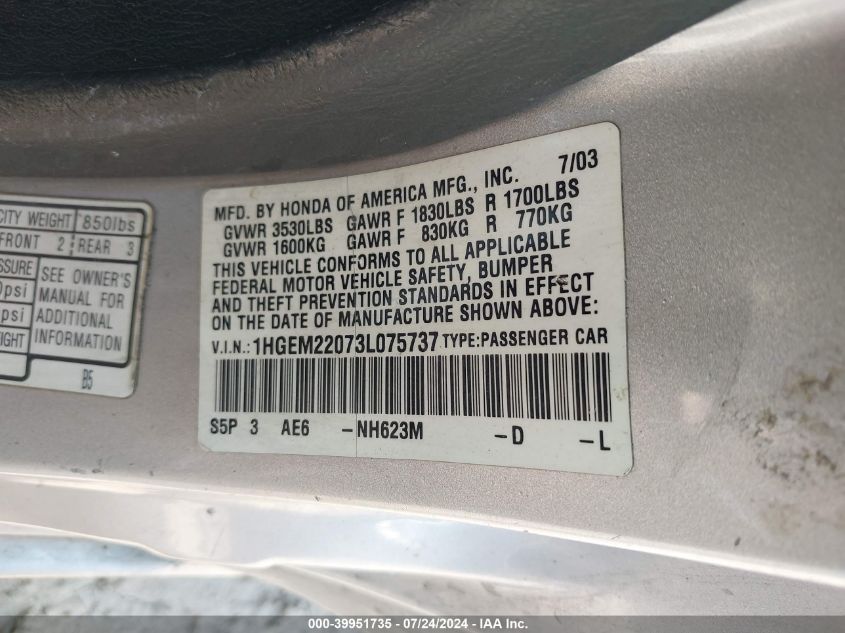 CITY WEIGHT 850lbs
FRONT 2 REAR 3
SEE OWNER'S
MANUAL FOR
psi
ADDITIONAL
psi
INFORMATION
B5
MFD. BY HONDA OF AMERICA MFG., INC. 7/03
GVWR 3530LBS GAWR F 1830LBS R 1700LBS
GVWR 1600KG GAWR F 830KG R 770KG
THIS VEHICLE CONFORMS TO ALL APPLICABLE
FEDERAL MOTOR VEHICLE SAFETY, BUMPER
AND THEFT PREVENTION STANDARDS IN EFFECT
ON THE DATE OF MANUFACTURE SHOWN ABOVE:
V.I.N.: 1HGEM22073L075737 TYPE:PASSENGER CAR
S5P 3 AE6 -NH623M -D -L
000-39951735 - 07/24/2024 - IAA Inc.